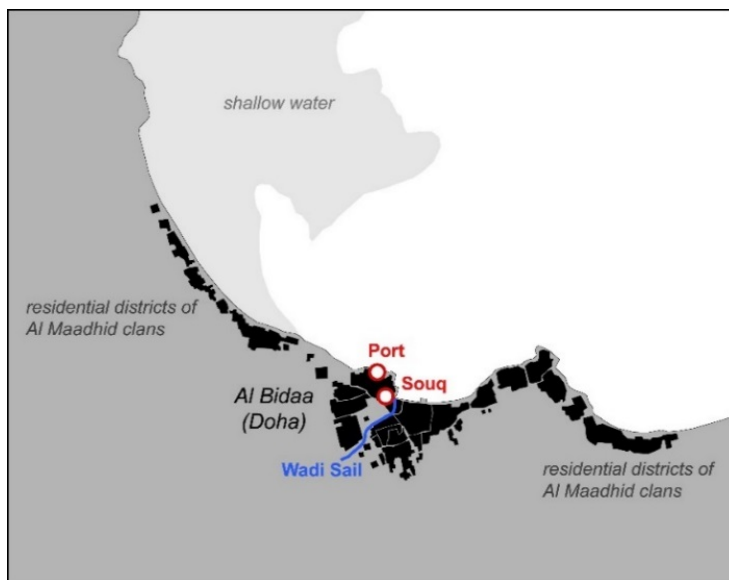 shallow water
residential districts of
Al Maadhid clans
Port
Souq
Al Bidaa
(Doha)
Wadi Sail
residential districts of
Al Maadhid clans